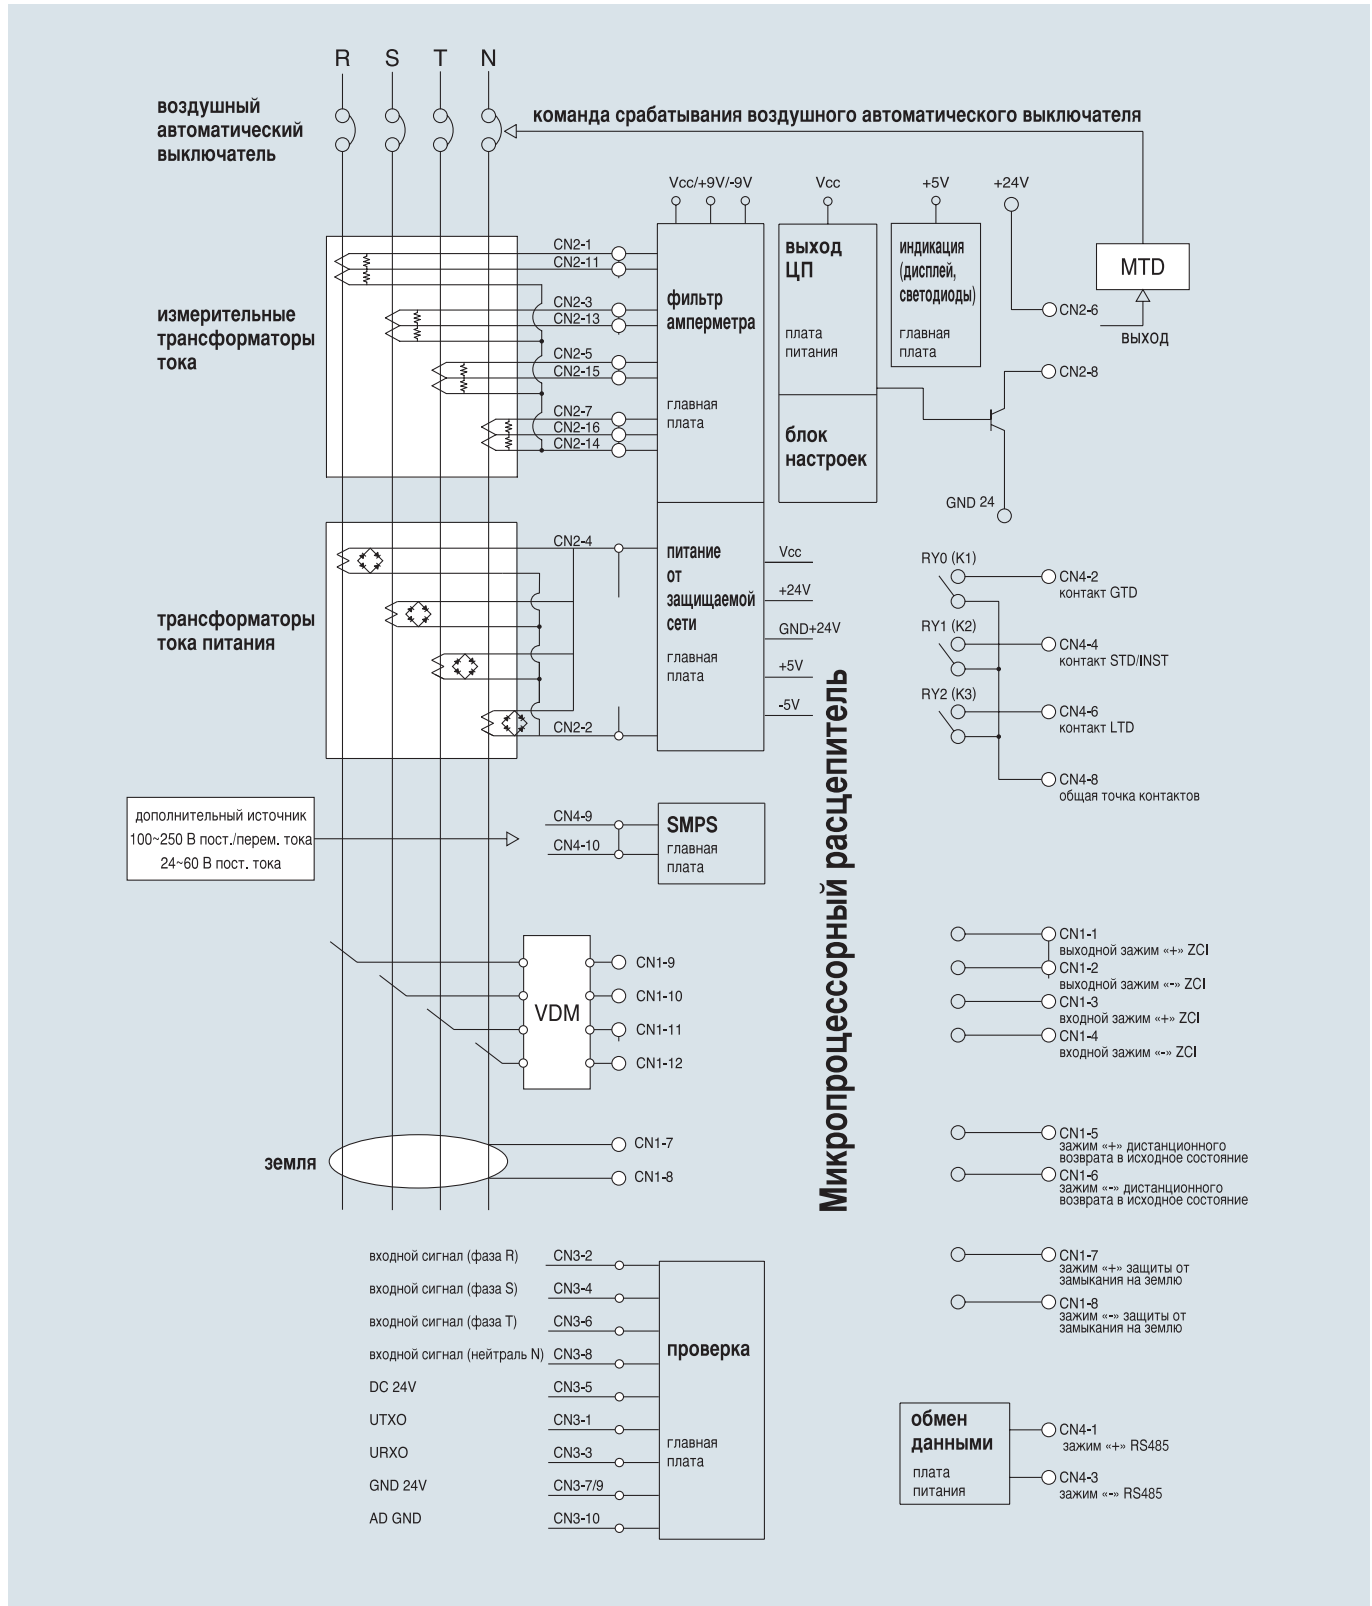 R S T N
воздушный
автоматический
выключатель
команда срабатывания воздушного автоматического выключателя
Vcc/+9V/-9V
Vcc
+5V
+24V
измерительные
трансформаторы
тока
CN2-1
CN2-11
CN2-3
CN2-13
CN2-5
CN2-15
CN2-7
CN2-16
CN2-14
фильтр
амперметра
главная
плата
выход
ЦП
плата
питания
блок
настроек
индикация
(дисплей,
светодиоды)
главная
плата
MTD
выход
CN2-6
CN2-8
GND 24
трансформаторы
тока питания
CN2-4
CN2-2
питание
от
защищаемой
сети
главная
плата
Vcc
+24V
GND+24V
+5V
-5V
Микропроцессорный расцепитель
RY0 (K1)
CN4-2
контакт GTD
RY1 (K2)
CN4-4
контакт STD/INST
RY2 (K3)
CN4-6
контакт LTD
CN4-8
общая точка контактов
дополнительный источник
100~250 В пост./перем. тока
24~60 В пост. тока
CN4-9
CN4-10
SMPS
главная
плата
VDM
CN1-9
CN1-10
CN1-11
CN1-12
CN1-1
выходной зажим «+» ZCI
CN1-2
выходной зажим «-» ZCI
CN1-3
входной зажим «+» ZCI
CN1-4
входной зажим «-» ZCI
земля
CN1-7
CN1-8
CN1-5
зажим «+» дистанционного
возврата в исходное состояние
CN1-6
зажим «-» дистанционного
возврата в исходное состояние
CN1-7
зажим «+» защиты от
замыкания на землю
CN1-8
зажим «-» защиты от
замыкания на землю
входной сигнал (фаза R) CN3-2
входной сигнал (фаза S) CN3-4
входной сигнал (фаза T) CN3-6
входной сигнал (нейтраль N) CN3-8
DC 24V CN3-5
UTXO CN3-1
URXO CN3-3
GND 24V CN3-7/9
AD GND CN3-10
проверка
главная
плата
обмен
данными
плата
питания
CN4-1
зажим «+» RS485
CN4-3
зажим «-» RS485